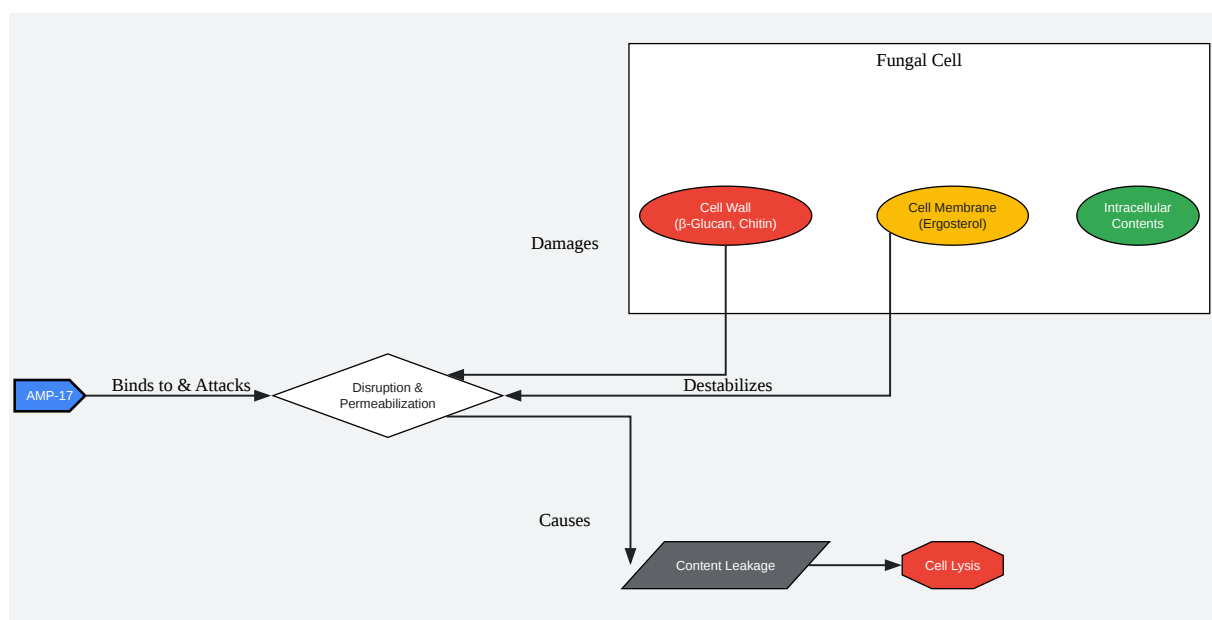 Fungal Cell
Cell Wall
(β-Glucan, Chitin)
Cell Membrane
(Ergosterol)
Intracellular
Contents
Damages
AMP-17
Binds to & Attacks
Disruption &
Permeabilization
Destabilizes
Causes
Content Leakage
Cell Lysis